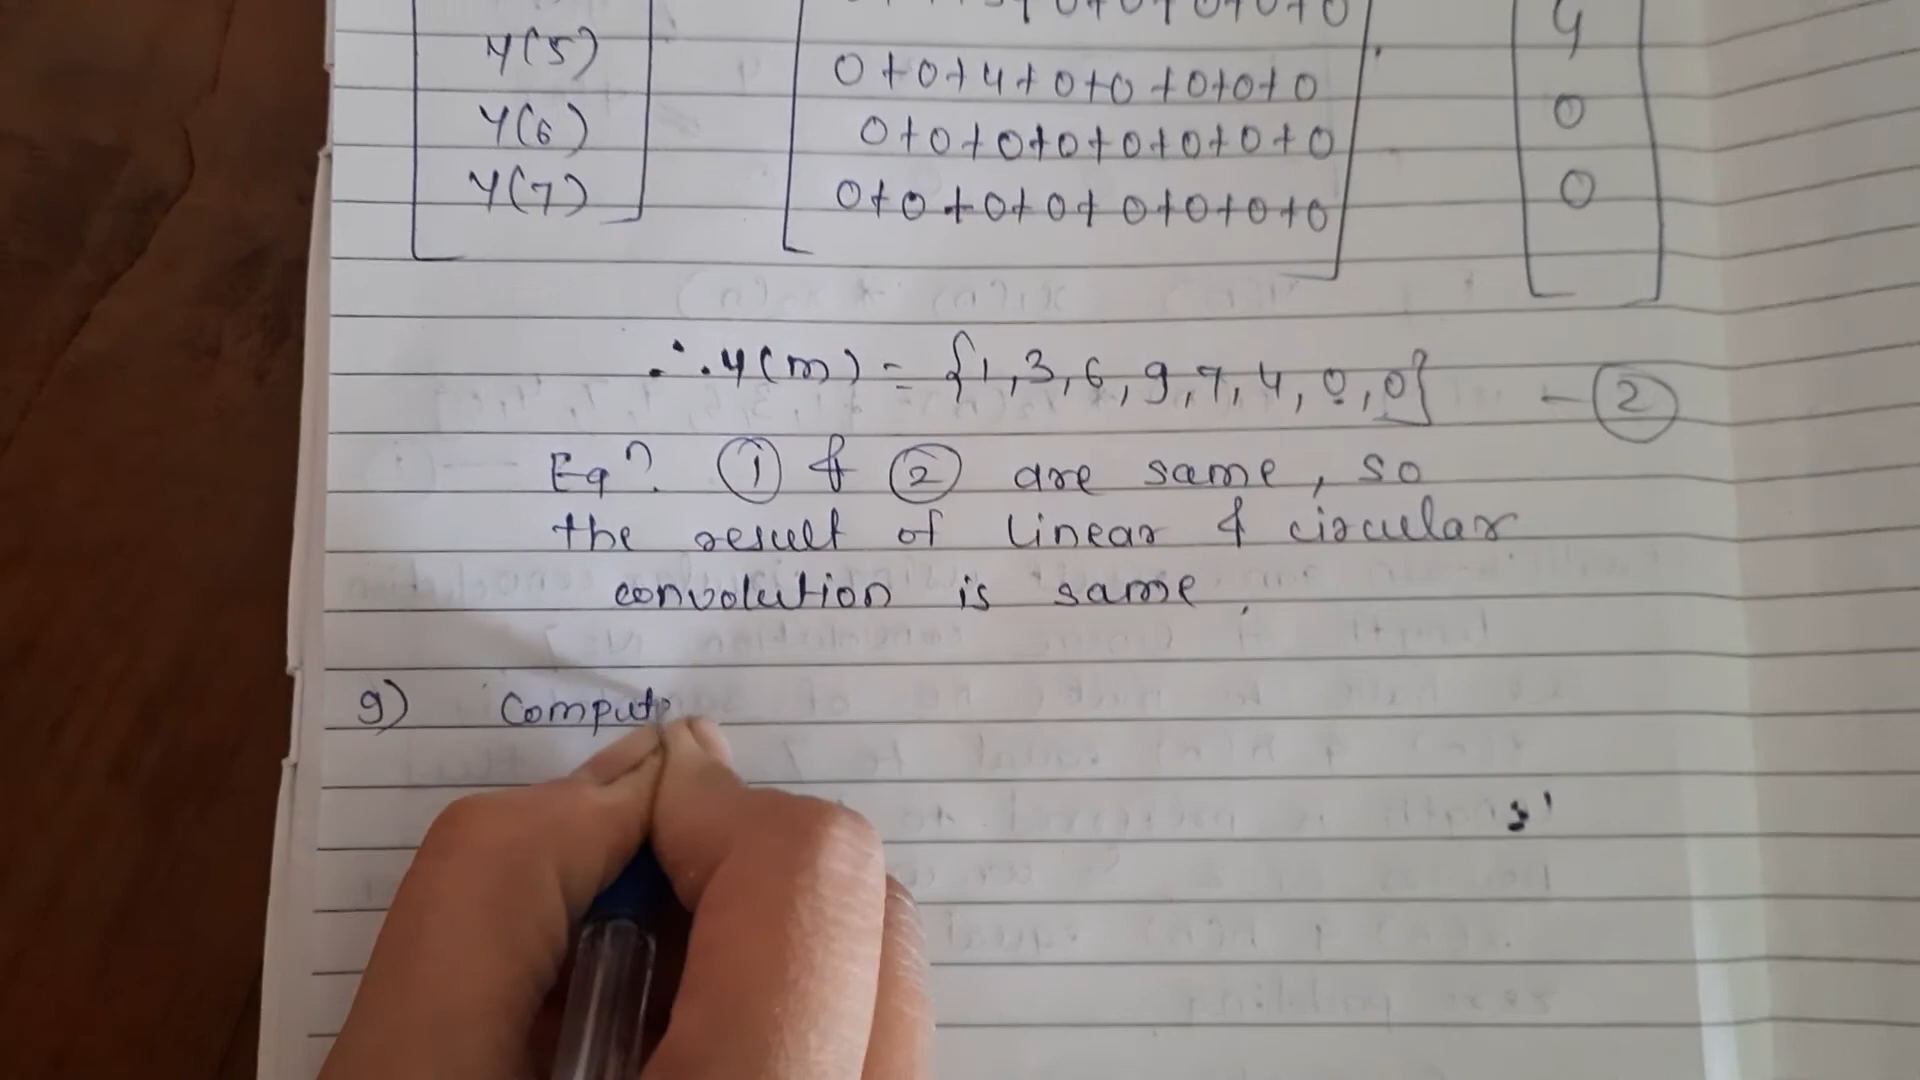 y(5) 0+0+4+0+0+0+0+0 4
y(6) 0+0+0+0+0+0+0+0 0
y(7) 0+0+0+0+0+0+0+0 0
∴ y(m) = {1, 3, 6, 9, 7, 4, 0, 0} - ②
Eqⁿ. ① & ② are same, so
the result of linear & circular
convolution is same.
9) Compute